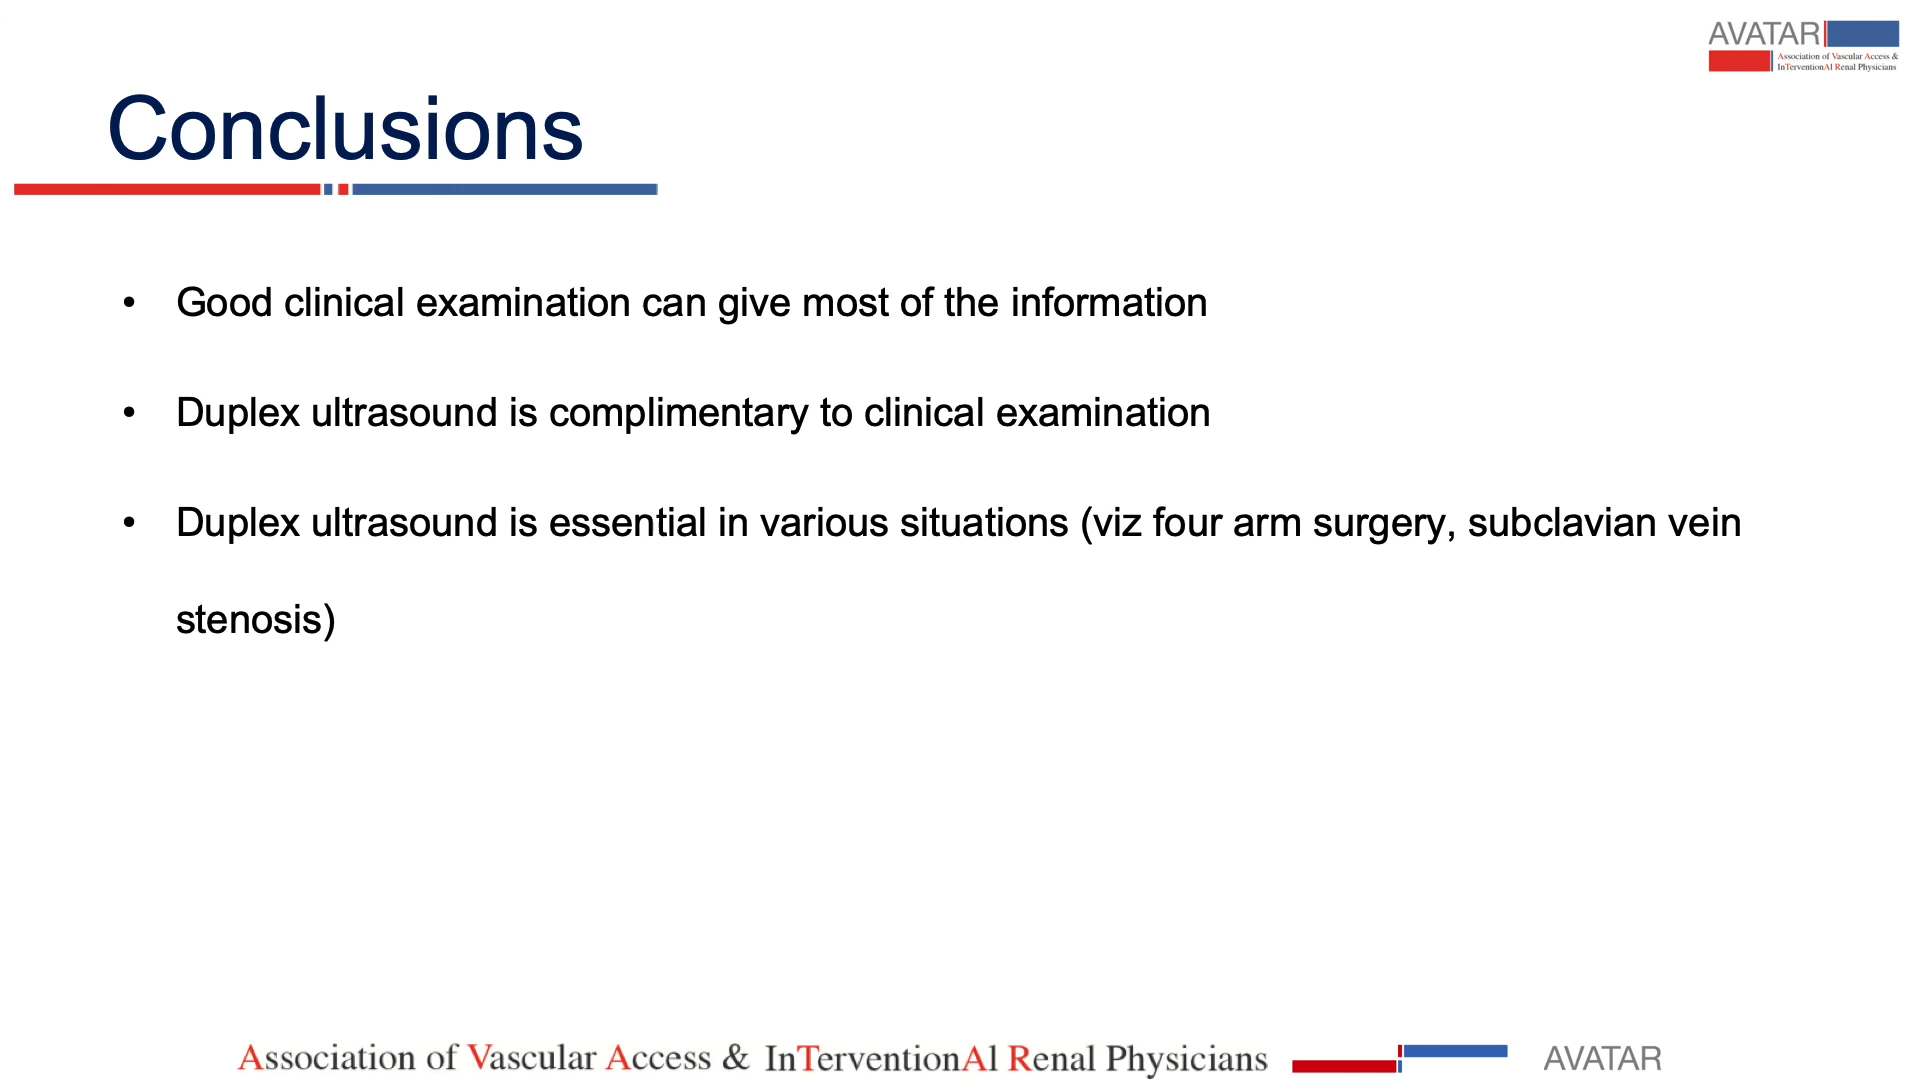 AVATAR
Association of Vascular Access &
InTerventionAl Renal Physicians
Conclusions
• Good clinical examination can give most of the information
• Duplex ultrasound is complimentary to clinical examination
• Duplex ultrasound is essential in various situations (viz four arm surgery, subclavian vein
stenosis)
Association of Vascular Access & InTerventionAl Renal Physicians AVATAR